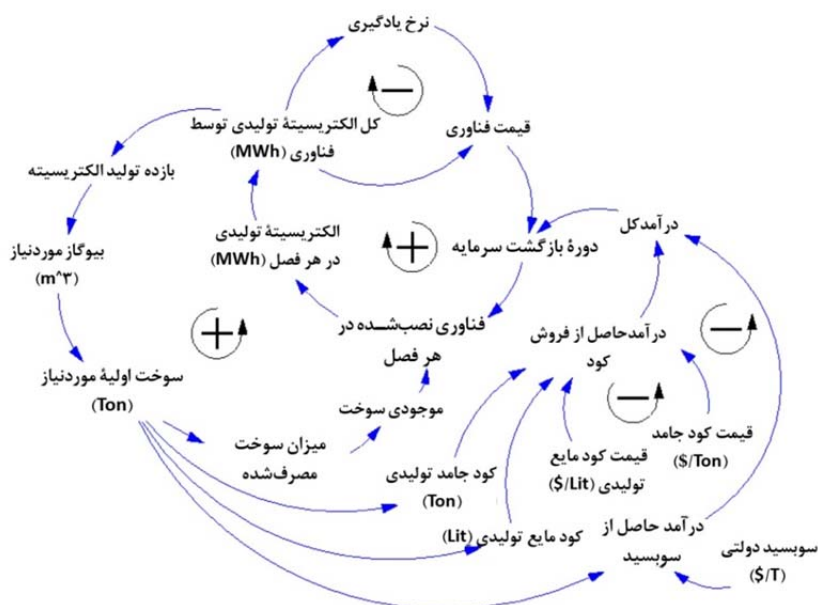 نرخ یادگیری
کل الکتریسیتهٔ تولیدی توسط
فناوری (MWh)
قیمت فناوری
بازده تولید الکتریسیته
الکتریسیتهٔ تولیدی
در هر فصل (MWh)
دورهٔ بازگشت سرمایه
درآمدکل
بیوگاز موردنیاز
(m^۳)
فناوری نصب‌شـــده در
هر فصل
درآمدحاصل از فروش
کود
سوخت اولیهٔ موردنیاز
(Ton)
موجودی سوخت
میزان سوخت
مصرف‌شده
کود جامد تولیدی
(Ton)
قیمت کود مایع
تولیدی (Lit/$)
قیمت کود جامد
(Ton/$)
کود مایع تولیدی (Lit)
درآمد حاصل از
سوبسید
سوبسید دولتی
(T/$)